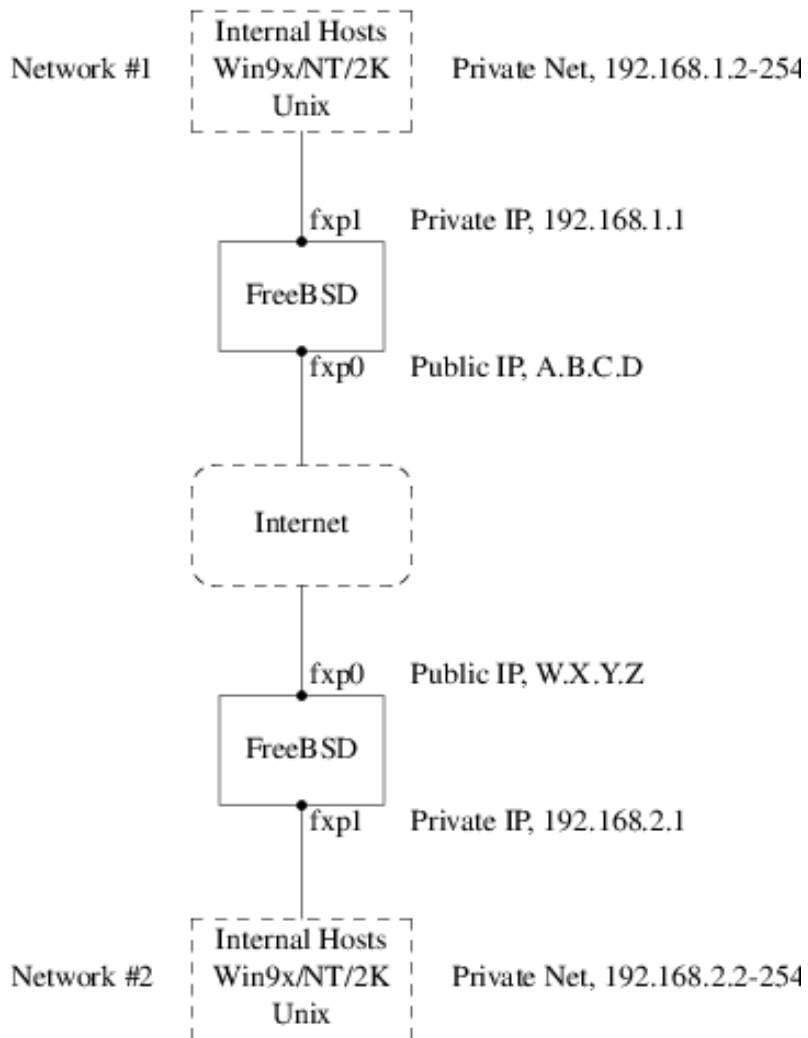 Internal Hosts
Network #1 Win9x/NT/2K Private Net, 192.168.1.2-254
Unix
fxp1 Private IP, 192.168.1.1
FreeBSD
fxp0 Public IP, A.B.C.D
Internet
fxp0 Public IP, W.X.Y.Z
FreeBSD
fxp1 Private IP, 192.168.2.1
Internal Hosts
Network #2 Win9x/NT/2K Private Net, 192.168.2.2-254
Unix